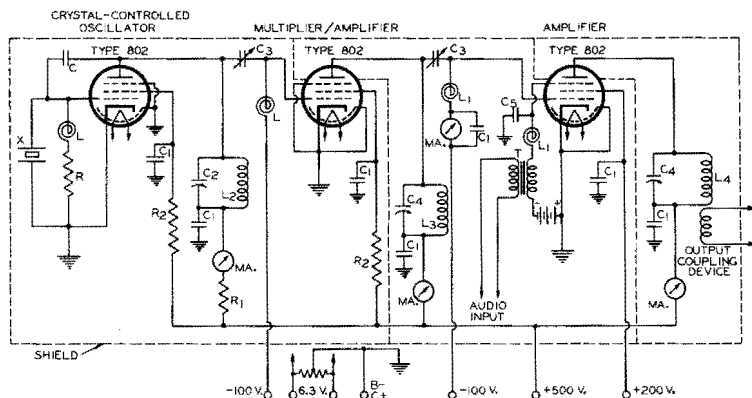 CRYSTAL-CONTROLLED
OSCILLATOR
MULTIPLIER/AMPLIFIER
AMPLIFIER
TYPE 802
TYPE 802
TYPE 802
C
C3
C3
L
L
L1
C5
L1
X
R
C1
R2
C2
L2
C1
MA.
R1
C1
C4
L3
C1
R2
MA.
MA.
C1
T
- +
C1
C4
L4
C1
MA.
OUTPUT
COUPLING
DEVICE
AUDIO
INPUT
SHIELD
-100 V.
6.3 V.
B-
C+
-100 V.
+500 V.
+200 V.